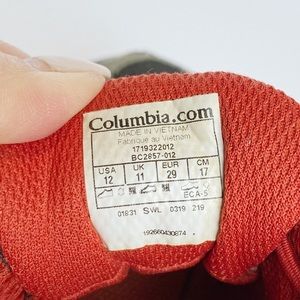 Columbia.com
MADE IN VIETNAM
Fabriqué au Vietnam
1719322012
BC2857-012
USA UK EUR CM
12 11 29 17
ECA-S
01831 SWL 0319 219
192660430874